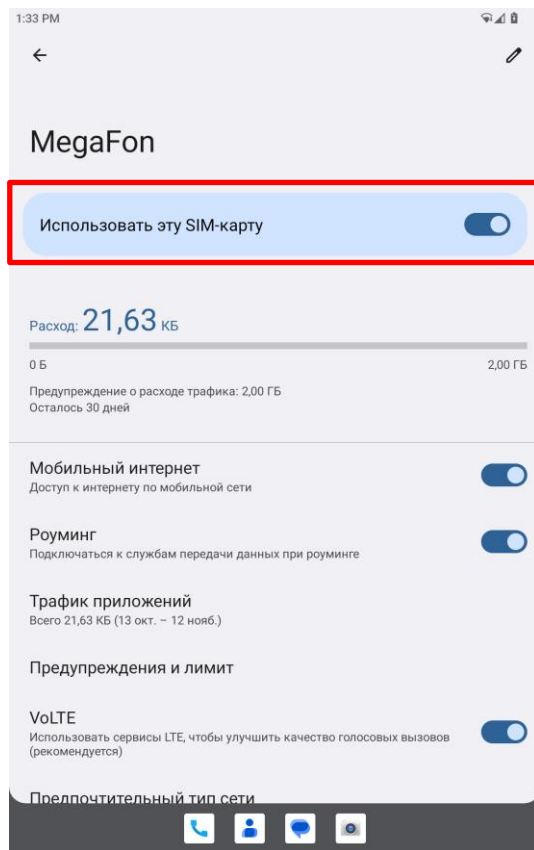 1:33 PM
MegaFon
Использовать эту SIM-карту
Расход: 21,63 КБ
0 Б 2,00 ГБ
Предупреждение о расходе трафика: 2,00 ГБ
Осталось 30 дней
Мобильный интернет
Доступ к интернету по мобильной сети
Роуминг
Подключаться к службам передачи данных при роуминге
Трафик приложений
Всего 21,63 КБ (13 окт. – 12 нояб.)
Предупреждения и лимит
VoLTE
Использовать сервисы LTE, чтобы улучшить качество голосовых вызовов
(рекомендуется)
Предпочтительный тип сети